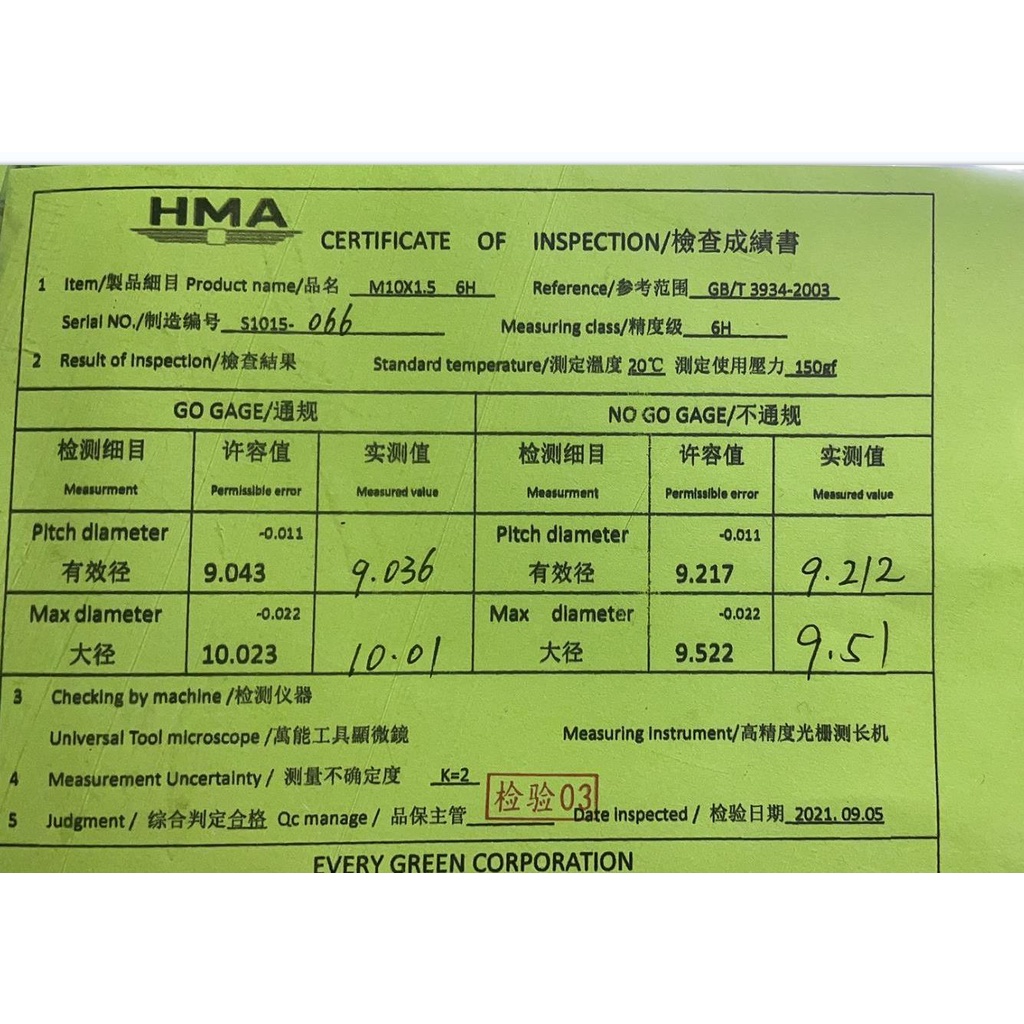 HMA
CERTIFICATE OF INSPECTION/檢查成績書
1 Item/製品細目 Product name/品名 M10X1.5 6H Reference/参考范围 GB/T 3934-2003
Serial NO./制造编号 S1015- 066 Measuring class/精度级 6H
2 Result of Inspection/檢查結果 Standard temperature/測定溫度 20℃ 測定使用壓力 150gf
GO GAGE/通规 NO GO GAGE/不通规
检测细目 许容值 实测值 检测细目 许容值 实测值
Measurment Permissible error Measured value Measurment Permissible error Measured value
Pitch diameter -0.011 Pitch diameter -0.011
有效径 9.043 9.036 有效径 9.217 9.212
Max diameter -0.022 Max diameter -0.022
大径 10.023 10.01 大径 9.522 9.51
3 Checking by machine /检测仪器
Universal Tool microscope /萬能工具顯微鏡 Measuring Instrument/高精度光栅测长机
4 Measurement Uncertainty / 测量不确定度 K=2
检验03
5 Judgment / 综合判定合格 Qc manage / 品保主管 Date inspected / 检验日期 2021. 09.05
EVERY GREEN CORPORATION